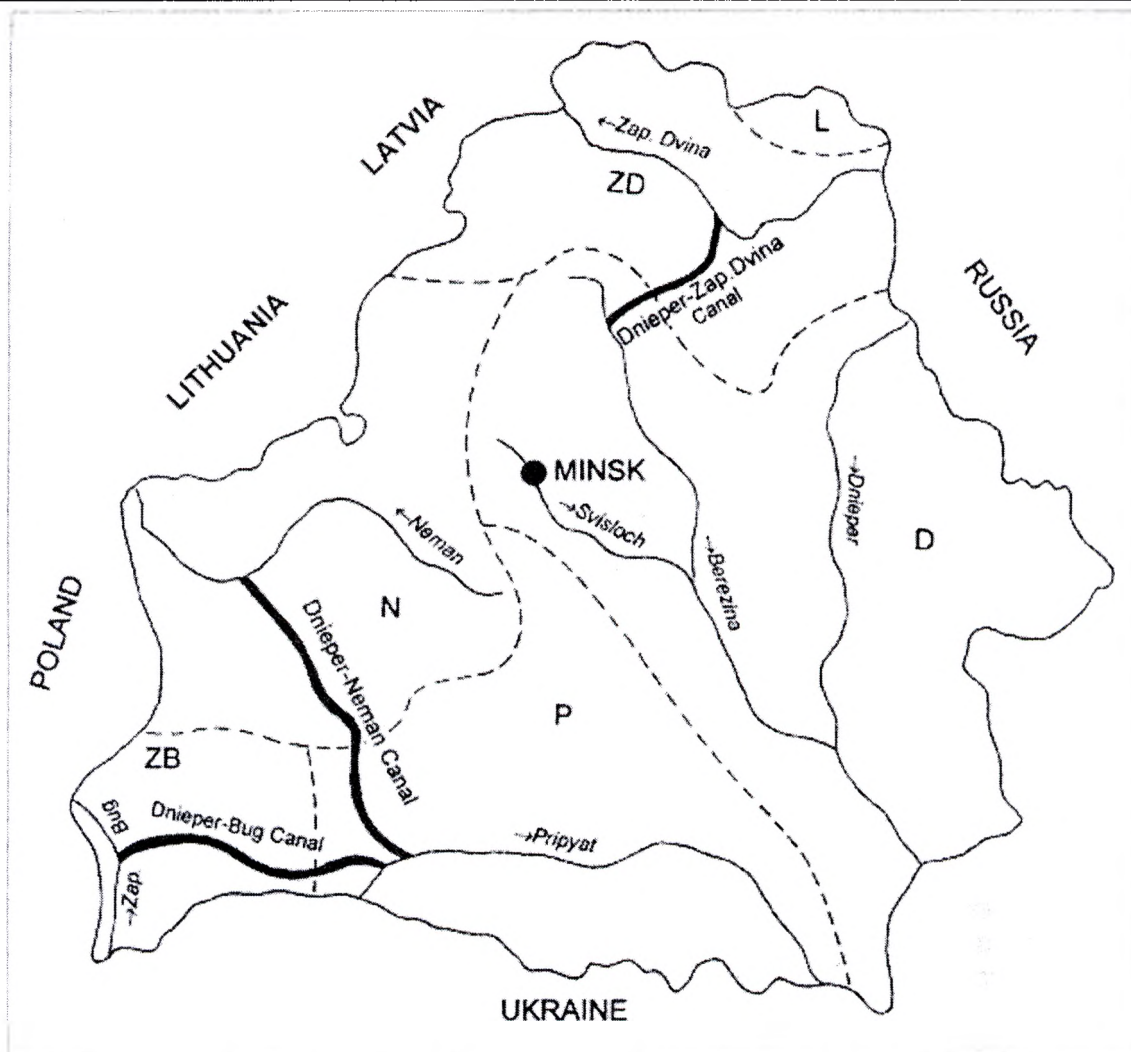 L
LATVIA
←Zap. Dvina
ZD
Dnieper-Zap.Dvina
Canal
RUSSIA
LITHUANIA
MINSK
→Svisloch
→Dnieper
←Neman
D
→Berezina
N
POLAND
Dnieper-Neman Canal
P
ZB
Bug
Dnieper-Bug Canal
→Pripyat
→Zap.
UKRAINE